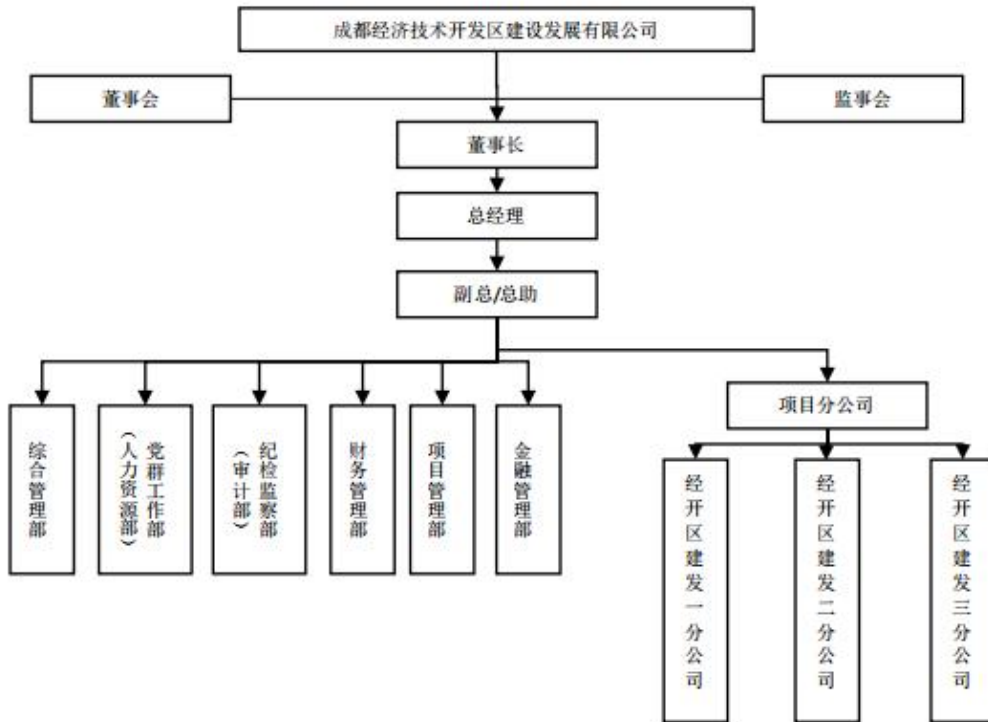 成都经济技术开发区建设发展有限公司
董事会
监事会
董事长
总经理
副总/总助
项目分公司
综合管理部
党群工作部
（人力资源部）
纪检监察部
（审计部）
财务管理部
项目管理部
金融管理部
经开区建发一分公司
经开区建发二分公司
经开区建发三分公司